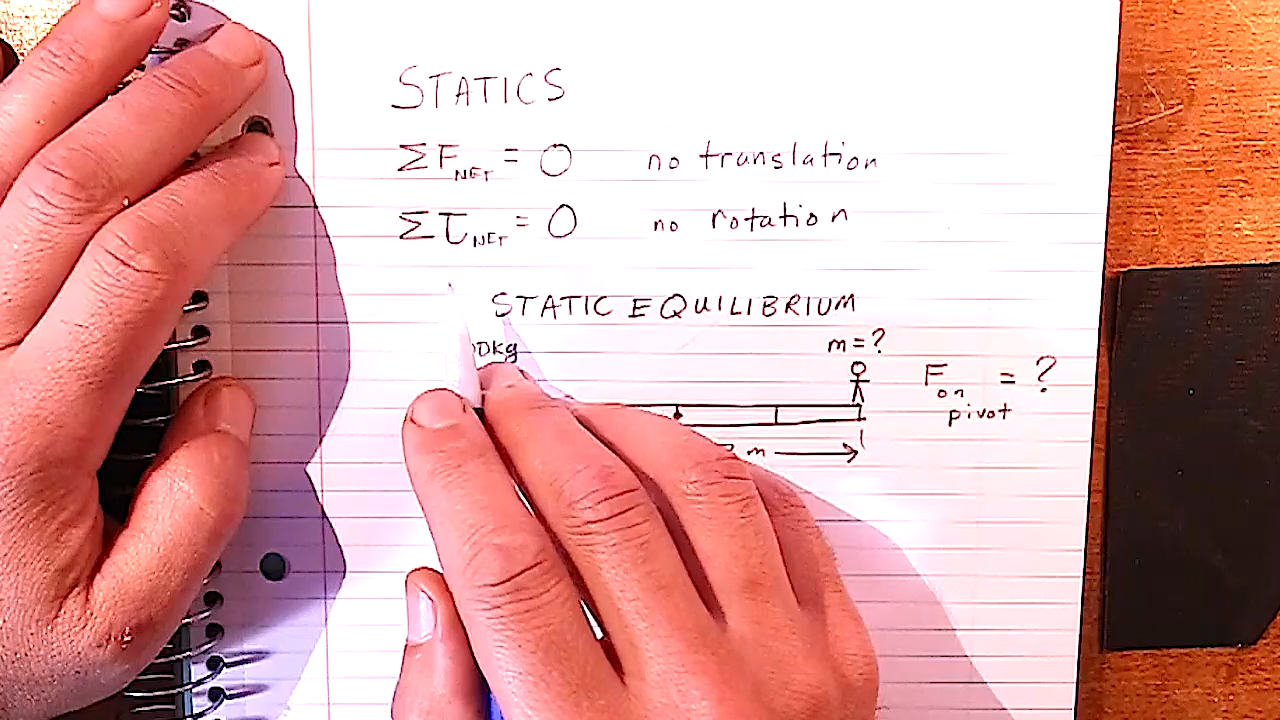 STATICS
ΣF_NET = 0 no translation
Στ_NET = 0 no rotation
STATIC EQUILIBRIUM
m = ?
F_on pivot = ?
m